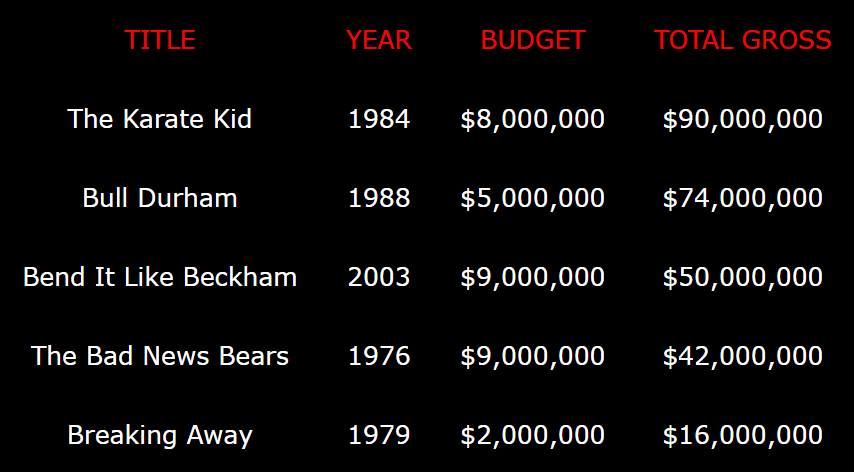 TITLE YEAR BUDGET TOTAL GROSS
The Karate Kid 1984 $8,000,000 $90,000,000
Bull Durham 1988 $5,000,000 $74,000,000
Bend It Like Beckham 2003 $9,000,000 $50,000,000
The Bad News Bears 1976 $9,000,000 $42,000,000
Breaking Away 1979 $2,000,000 $16,000,000